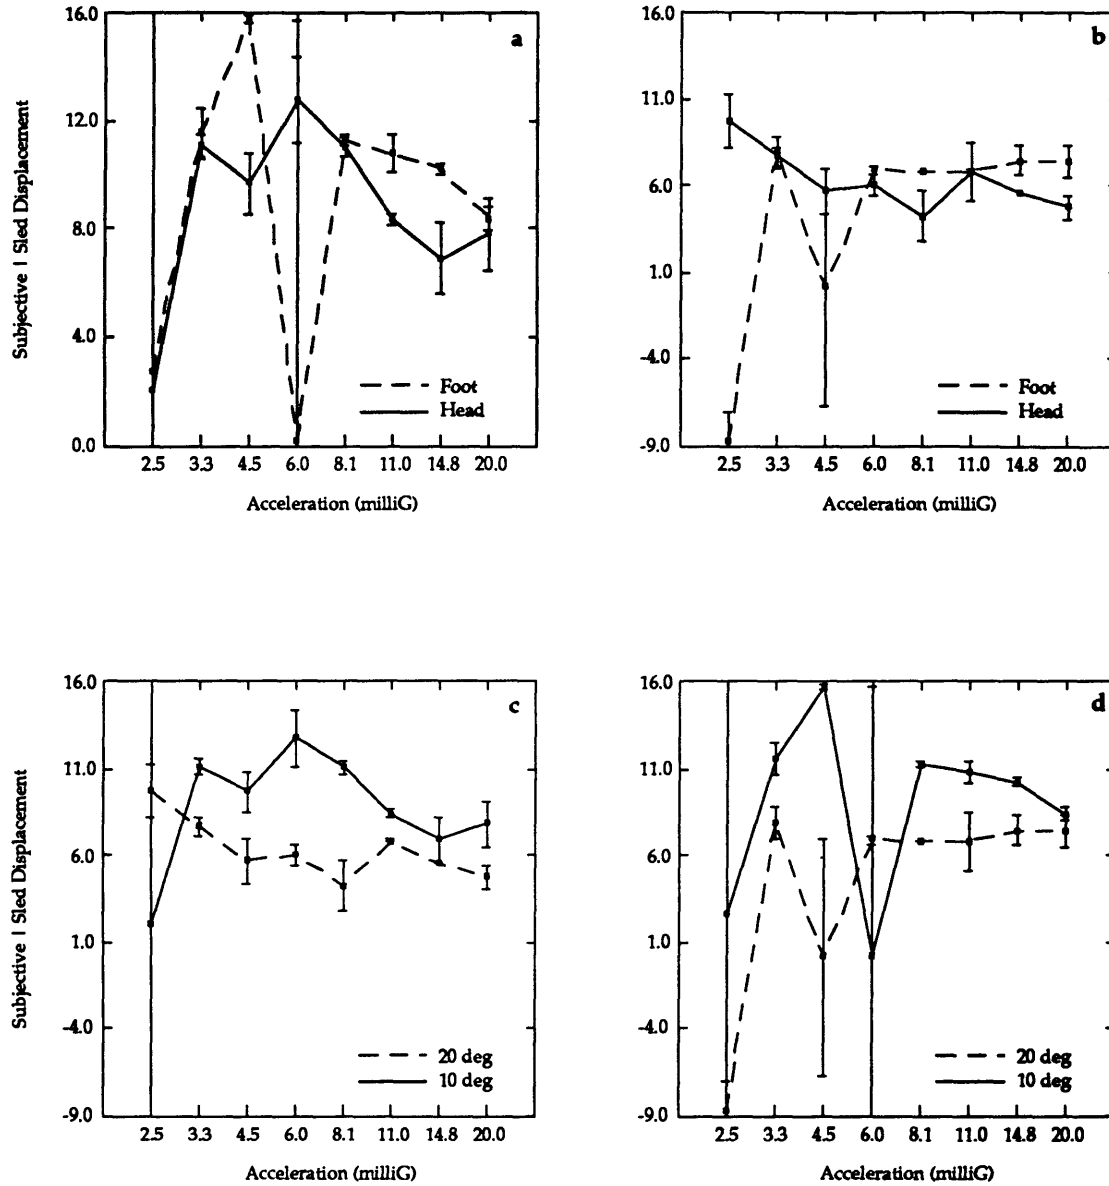 a
Subjective | Sled Displacement
16.0
12.0
8.0
4.0
0.0
Foot
Head
2.5 3.3 4.5 6.0 8.1 11.0 14.8 20.0
Acceleration (milliG)
b
16.0
11.0
6.0
1.0
-4.0
-9.0
Foot
Head
2.5 3.3 4.5 6.0 8.1 11.0 14.8 20.0
Acceleration (milliG)
c
Subjective | Sled Displacement
16.0
11.0
6.0
1.0
-4.0
-9.0
20 deg
10 deg
2.5 3.3 4.5 6.0 8.1 11.0 14.8 20.0
Acceleration (milliG)
d
16.0
11.0
6.0
1.0
-4.0
-9.0
20 deg
10 deg
2.5 3.3 4.5 6.0 8.1 11.0 14.8 20.0
Acceleration (milliG)